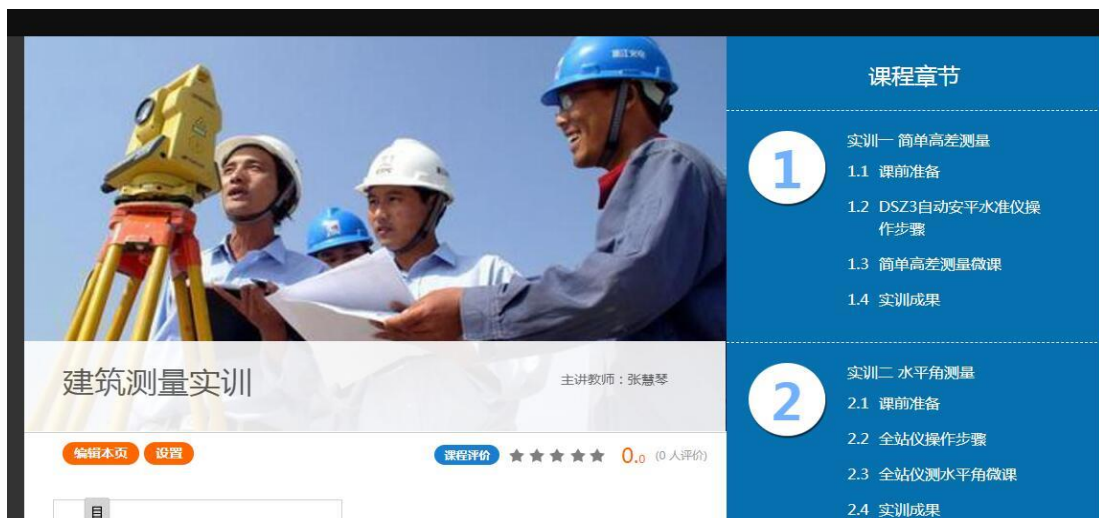 课程章节
1
实训一 简单高差测量
1.1 课前准备
1.2 DSZ3自动安平水准仪操
作步骤
1.3 简单高差测量微课
1.4 实训成果
建筑测量实训
主讲教师：张慧琴
2
实训二 水平角测量
2.1 课前准备
2.2 全站仪操作步骤
2.3 全站仪测水平角微课
2.4 实训成果
编辑本页
设置
课程评价
0.0 (0 人评价)
目